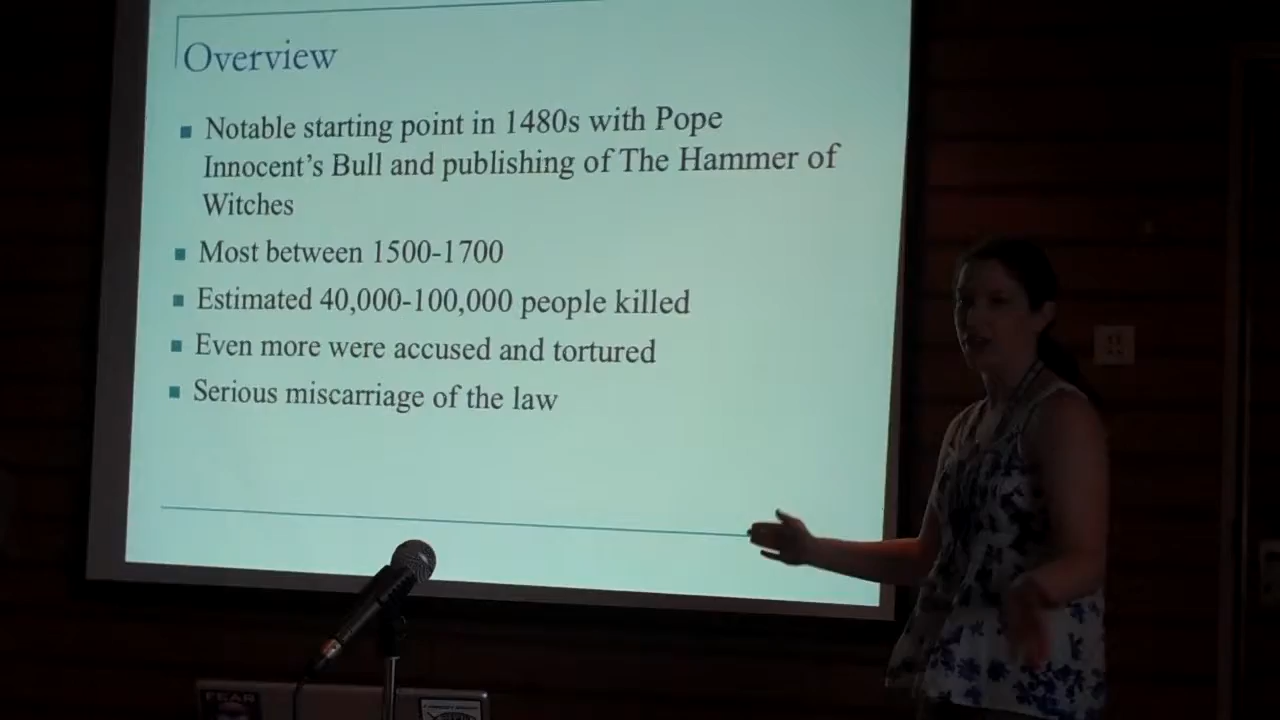 Overview
Notable starting point in 1480s with Pope
Innocent's Bull and publishing of The Hammer of
Witches
Most between 1500-1700
Estimated 40,000-100,000 people killed
Even more were accused and tortured
Serious miscarriage of the law
FEAR